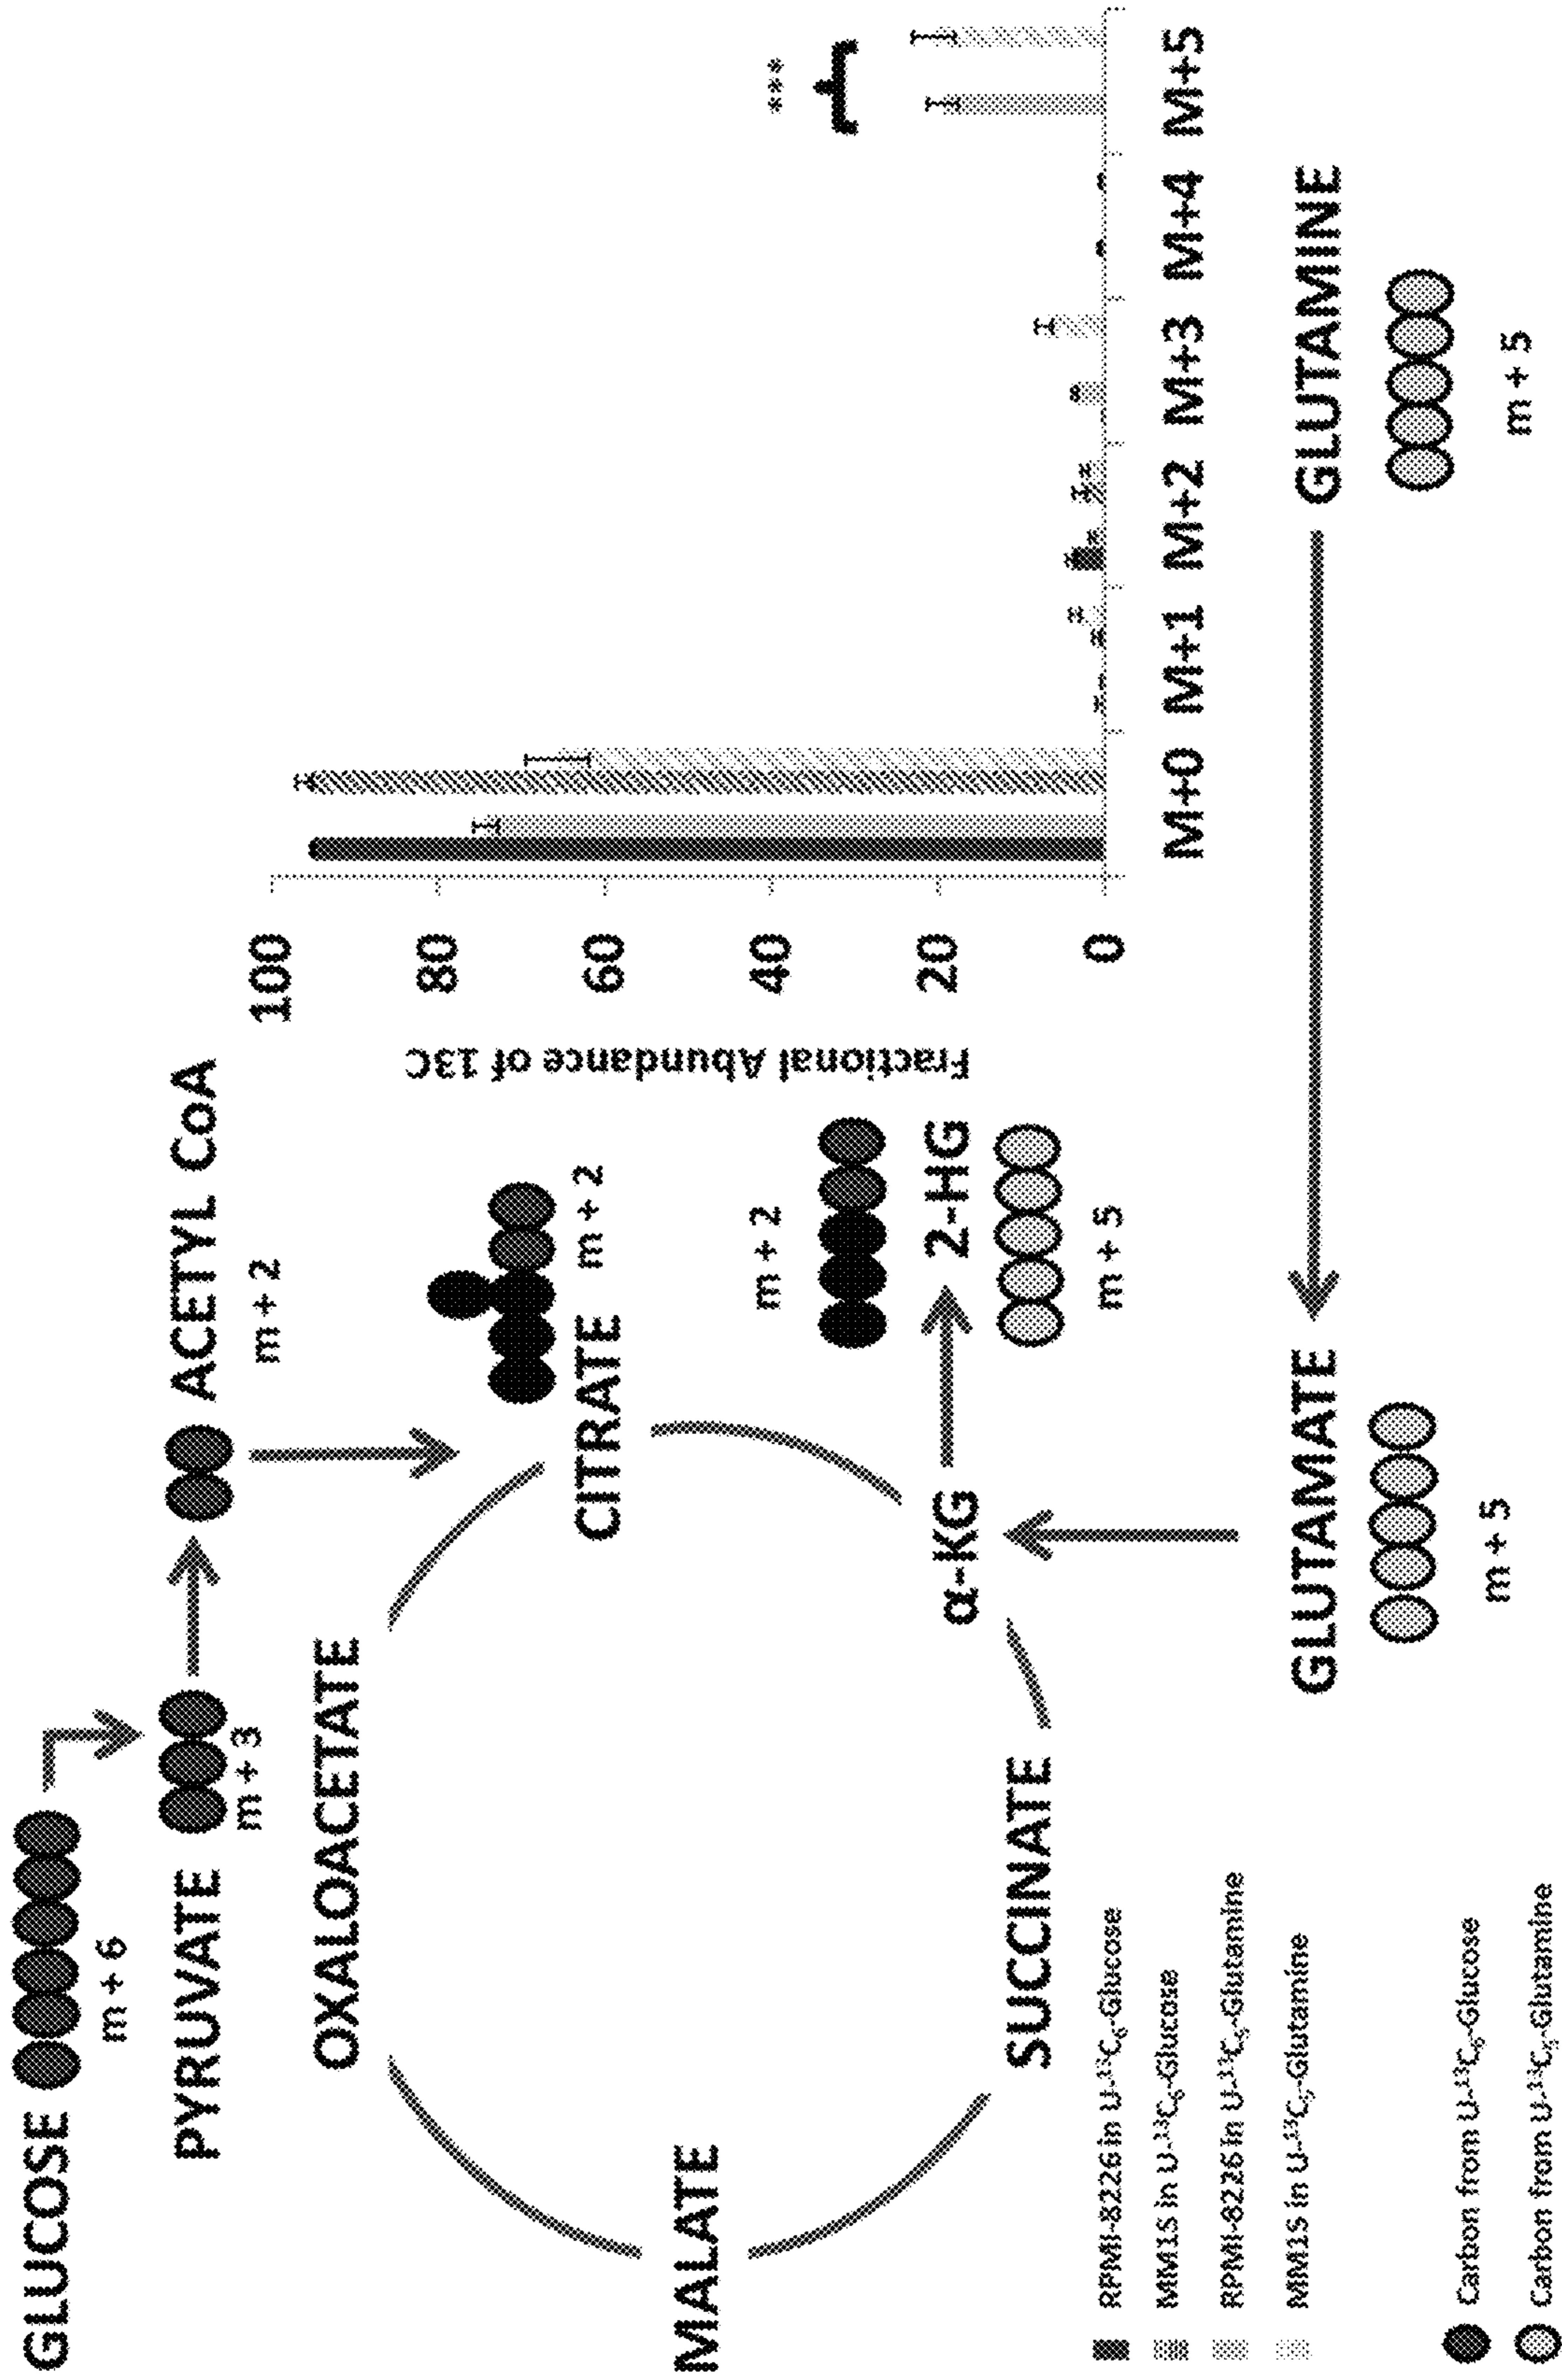 GLUCOSE
m + 6
PYRUVATE
m + 3
ACETYL CoA
m + 2
OXALOACETATE
CITRATE
m + 2
MALATE
α-KG
m + 2
2-HG
m + 5
SUCCINATE
GLUTAMATE
m + 5
GLUTAMINE
m + 5
Fractional Abundance of 13C
100
80
60
40
20
0
***
M+0 M+1 M+2 M+3 M+4 M+5
RPMI-8226 in U-¹³C₆-Glucose
MM1S in U-¹³C₆-Glucose
RPMI-8226 in U-¹³C₅-Glutamine
MM1S in U-¹³C₅-Glutamine
Carbon from U-¹³C₆-Glucose
Carbon from U-¹³C₅-Glutamine